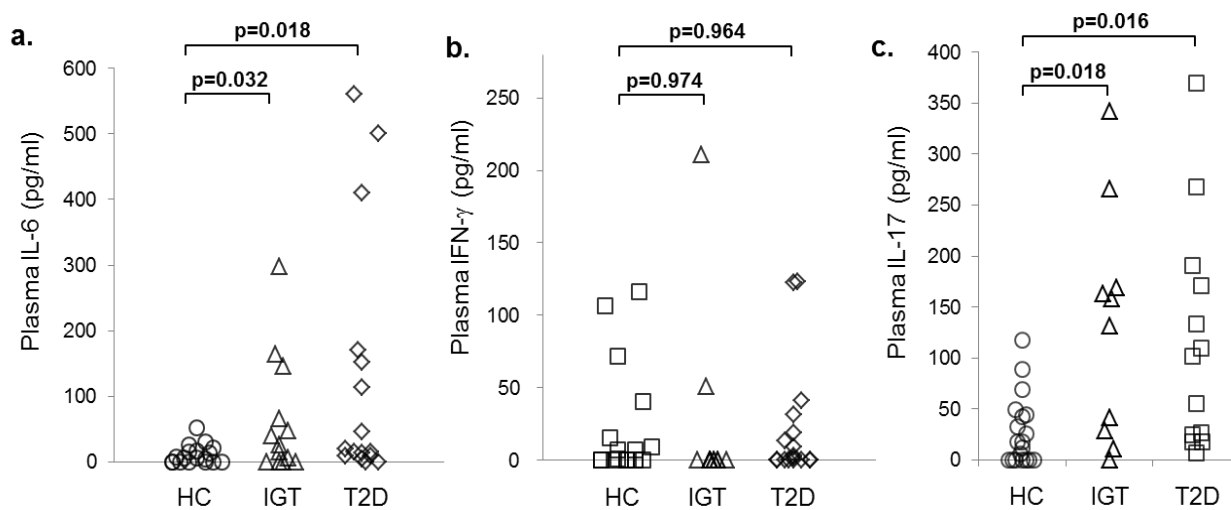 a.
p=0.018
p=0.032
Plasma IL-6 (pg/ml)
600
500
400
300
200
100
0
HC IGT T2D
b.
p=0.964
p=0.974
Plasma IFN-γ (pg/ml)
250
200
150
100
50
0
HC IGT T2D
c.
p=0.016
p=0.018
Plasma IL-17 (pg/ml)
400
350
300
250
200
150
100
50
0
HC IGT T2D